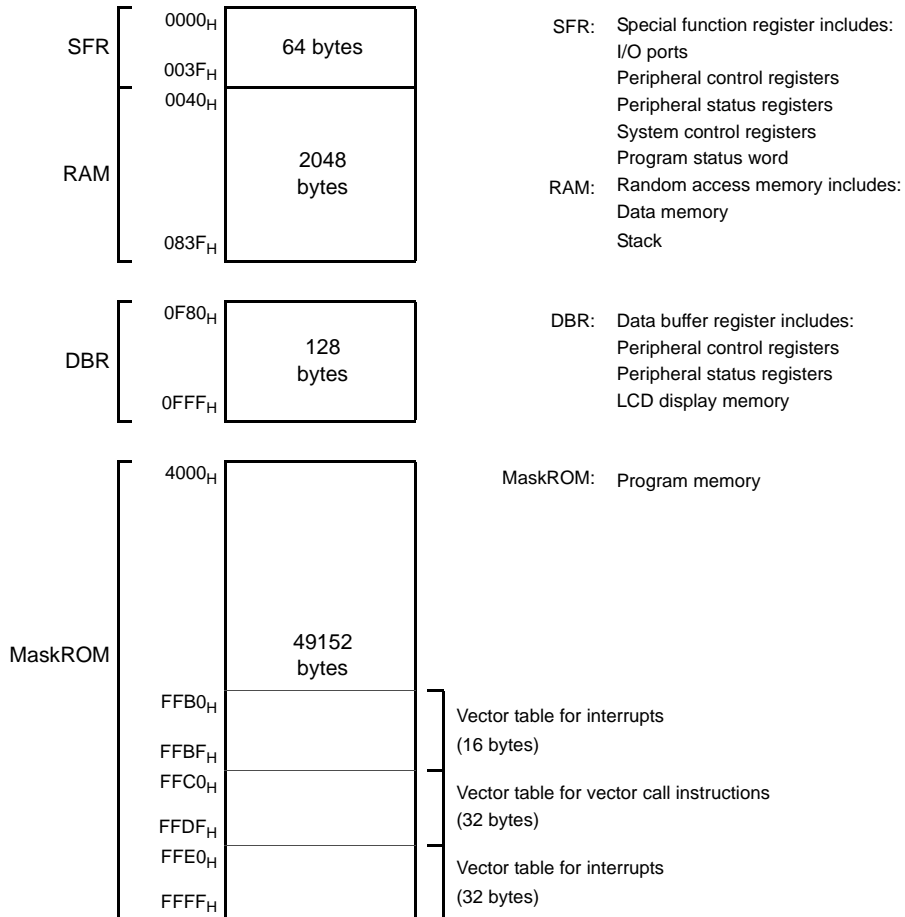 SFR
0000H
64 bytes
003FH
RAM
0040H
2048
bytes
083FH
SFR: Special function register includes:
I/O ports
Peripheral control registers
Peripheral status registers
System control registers
Program status word
RAM: Random access memory includes:
Data memory
Stack
DBR
0F80H
128
bytes
0FFFH
DBR: Data buffer register includes:
Peripheral control registers
Peripheral status registers
LCD display memory
MaskROM
4000H
49152
bytes
MaskROM: Program memory
FFB0H
FFBFH
Vector table for interrupts
(16 bytes)
FFC0H
FFDFH
Vector table for vector call instructions
(32 bytes)
FFE0H
FFFFH
Vector table for interrupts
(32 bytes)